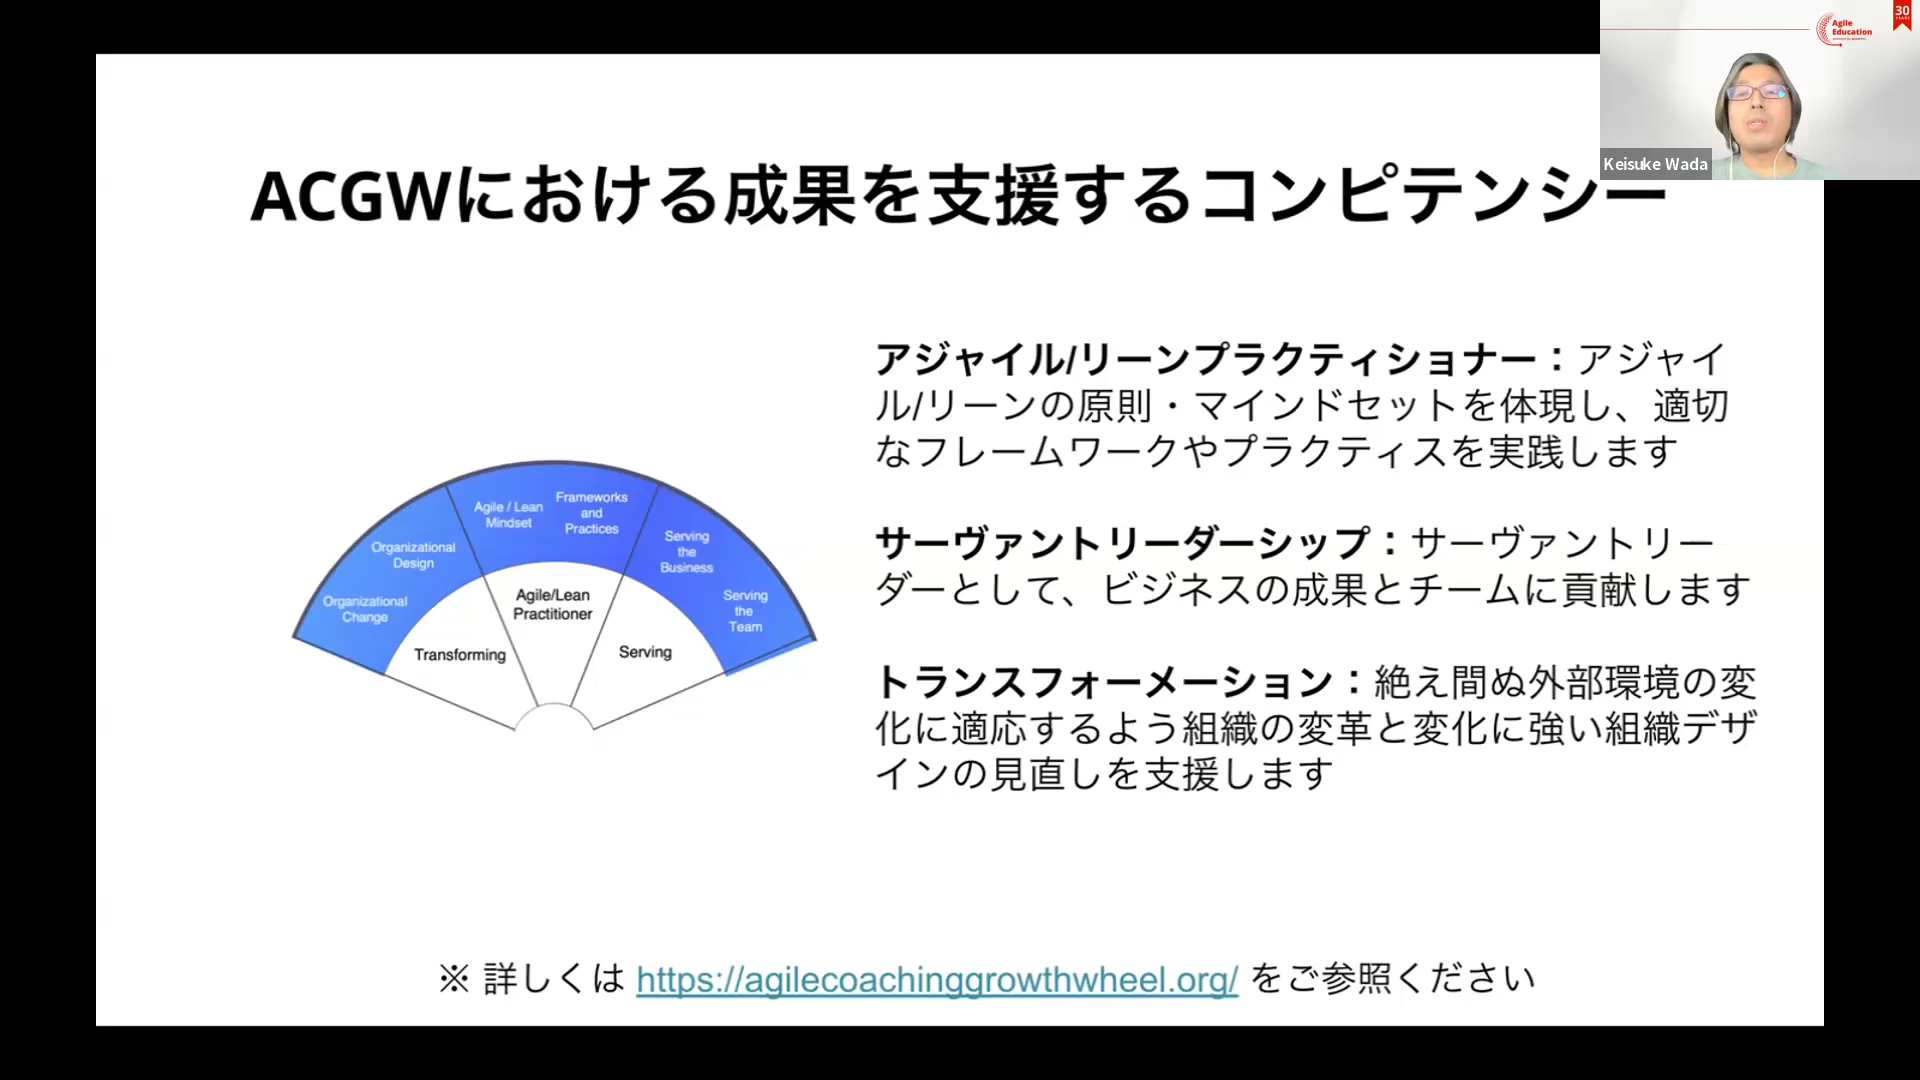 30
YEARS
Agile
Education
Keisuke Wada
ACGWにおける成果を支援するコンピテンシー
アジャイル/リーンプラクティショナー：アジャイ
ル/リーンの原則・マインドセットを体現し、適切
なフレームワークやプラクティスを実践します
サーヴァントリーダーシップ：サーヴァントリー
ダーとして、ビジネスの成果とチームに貢献します
トランスフォーメーション：絶え間ぬ外部環境の変
化に適応するよう組織の変革と変化に強い組織デザ
インの見直しを支援します
Organizational
Change
Organizational
Design
Agile / Lean
Mindset
Frameworks
and
Practices
Serving
the
Business
Serving
the
Team
Transforming
Agile/Lean
Practitioner
Serving
※ 詳しくは https://agilecoachinggrowthwheel.org/ をご参照ください